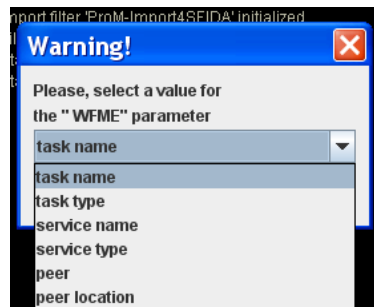 port filter 'ProM-Import4SEIDA' initialized
Warning!
Please, select a value for
the " WFME" parameter
task name
task name
task type
service name
service type
peer
peer location